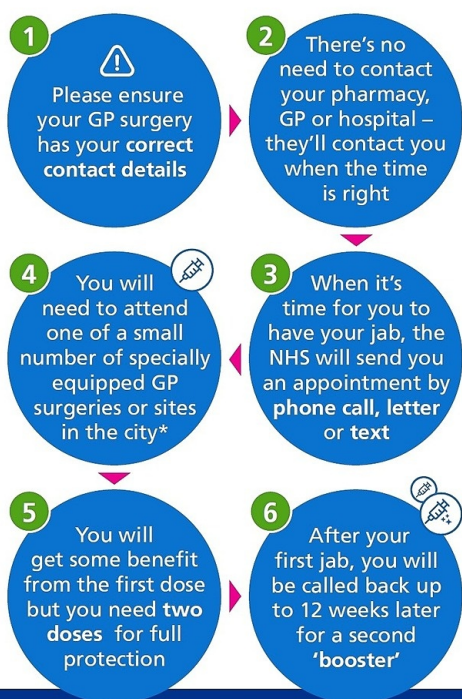 1
Please ensure
your GP surgery
has your correct
contact details
2
There's no
need to contact
your pharmacy,
GP or hospital –
they'll contact you
when the time
is right
3
When it's
time for you to
have your jab, the
NHS will send you
an appointment by
phone call, letter
or text
4
You will
need to attend
one of a small
number of specially
equipped GP
surgeries or sites
in the city*
5
You will
get some benefit
from the first dose
but you need two
doses for full
protection
6
After your
first jab, you will
be called back up
to 12 weeks later
for a second
'booster'